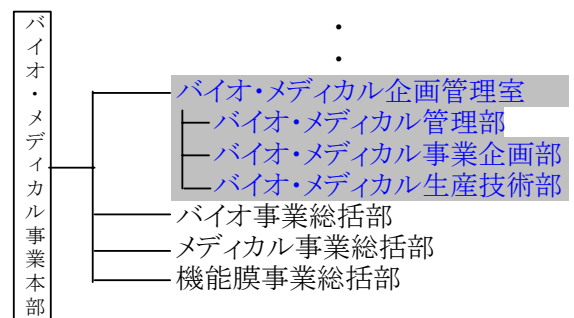 バイオ・メディカル事業本部
・
・
バイオ・メディカル企画管理室
バイオ・メディカル管理部
バイオ・メディカル事業企画部
バイオ・メディカル生産技術部
バイオ事業総括部
メディカル事業総括部
機能膜事業総括部